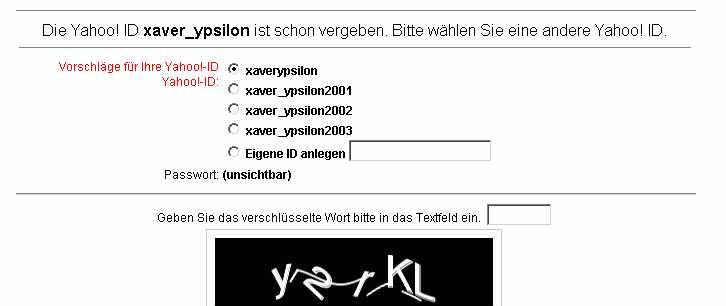 Die Yahoo! ID xaver_ypsilon ist schon vergeben. Bitte wählen Sie eine andere Yahoo! ID.
Vorschläge für Ihre Yahoo!-ID
Yahoo!-ID:
xaverypsilon
xaver_ypsilon2001
xaver_ypsilon2002
xaver_ypsilon2003
Eigene ID anlegen
Passwort: (unsichtbar)
Geben Sie das verschlüsselte Wort bitte in das Textfeld ein.